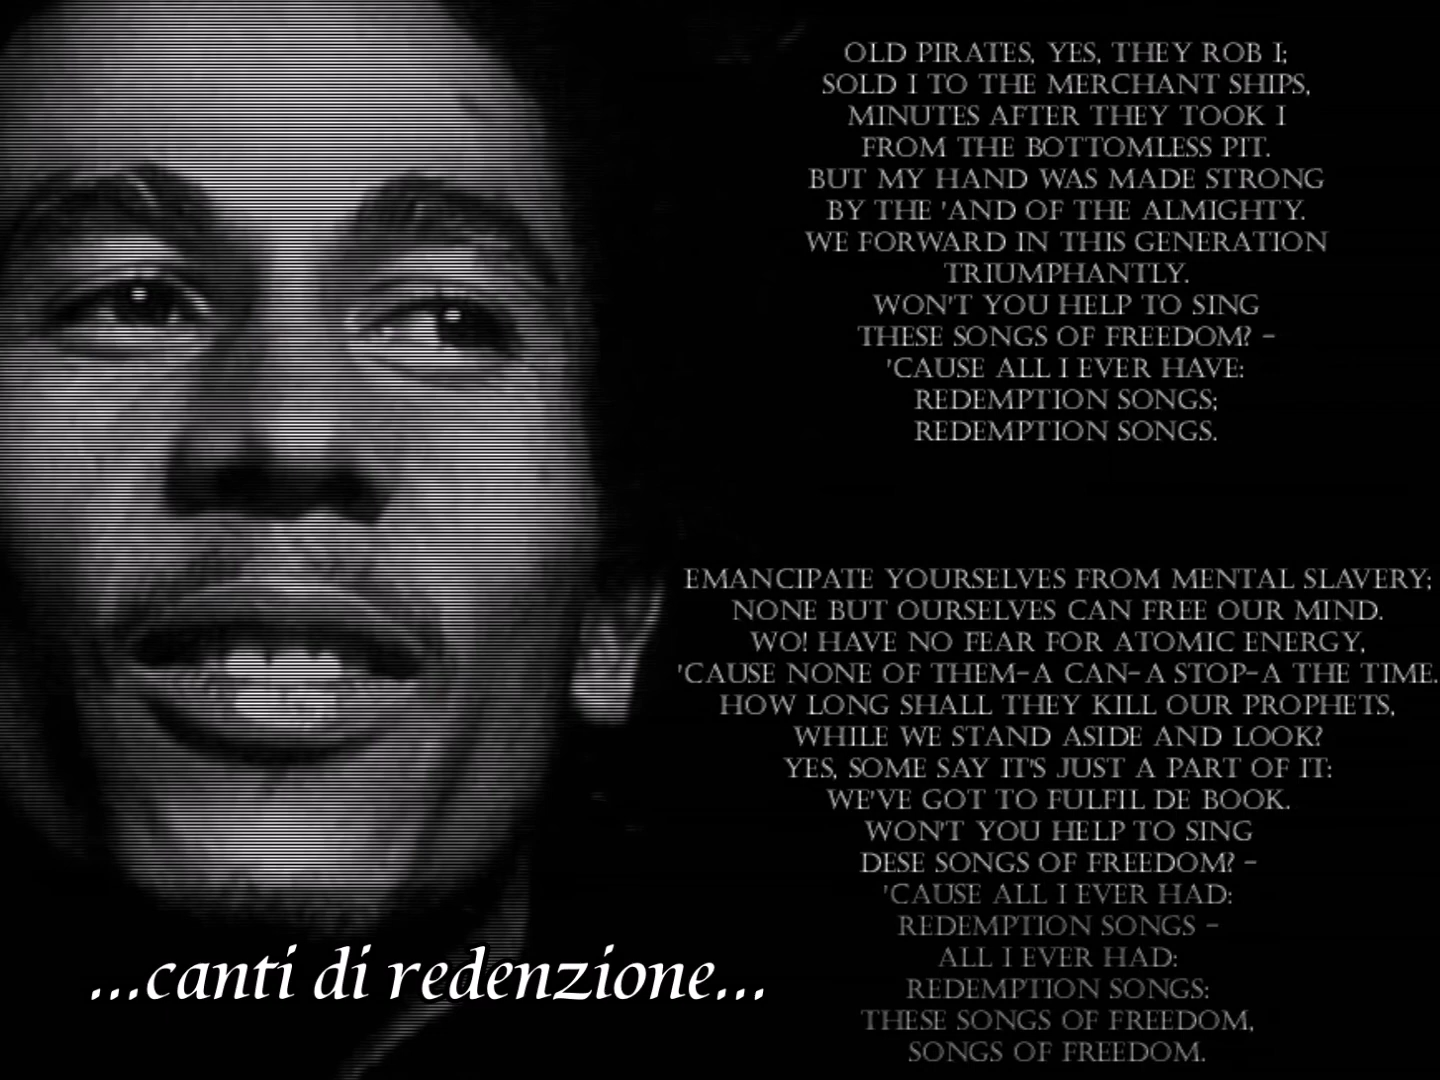 OLD PIRATES, YES, THEY ROB I;
SOLD I TO THE MERCHANT SHIPS,
MINUTES AFTER THEY TOOK I
FROM THE BOTTOMLESS PIT.
BUT MY HAND WAS MADE STRONG
BY THE 'AND OF THE ALMIGHTY.
WE FORWARD IN THIS GENERATION
TRIUMPHANTLY.
WON'T YOU HELP TO SING
THESE SONGS OF FREEDOM? -
'CAUSE ALL I EVER HAVE:
REDEMPTION SONGS;
REDEMPTION SONGS.
EMANCIPATE YOURSELVES FROM MENTAL SLAVERY;
NONE BUT OURSELVES CAN FREE OUR MIND.
WO! HAVE NO FEAR FOR ATOMIC ENERGY,
'CAUSE NONE OF THEM-A CAN-A STOP-A THE TIME.
HOW LONG SHALL THEY KILL OUR PROPHETS,
WHILE WE STAND ASIDE AND LOOK?
YES, SOME SAY IT'S JUST A PART OF IT:
WE'VE GOT TO FULFIL DE BOOK.
WON'T YOU HELP TO SING
DESE SONGS OF FREEDOM? -
'CAUSE ALL I EVER HAD:
REDEMPTION SONGS -
ALL I EVER HAD:
REDEMPTION SONGS:
THESE SONGS OF FREEDOM,
SONGS OF FREEDOM.
...canti di redenzione...